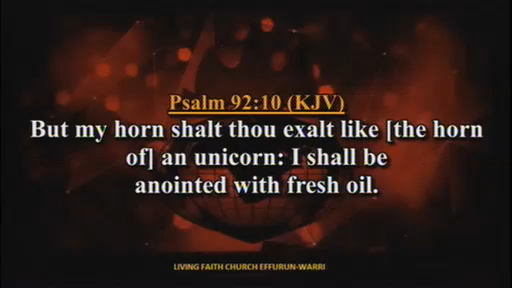 Psalm 92:10 (KJV)
But my horn shalt thou exalt like [the horn
of] an unicorn: I shall be
anointed with fresh oil.
LIVING FAITH CHURCH EFFURUN-WARRI